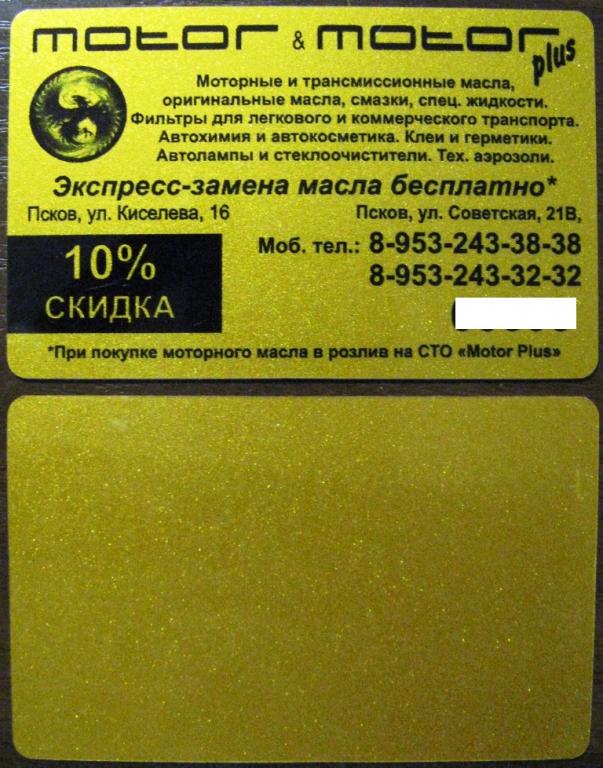 motor & motor plus
Моторные и трансмиссионные масла,
оригинальные масла, смазки, спец. жидкости.
Фильтры для легкового и коммерческого транспорта.
Автохимия и автокосметика. Клеи и герметики.
Автолампы и стеклоочистители. Тех. аэрозоли.
Экспресс-замена масла бесплатно*
Псков, ул. Киселева, 16
Псков, ул. Советская, 21В,
Моб. тел.: 8-953-243-38-38
8-953-243-32-32
10%
СКИДКА
*При покупке моторного масла в розлив на СТО «Motor Plus»